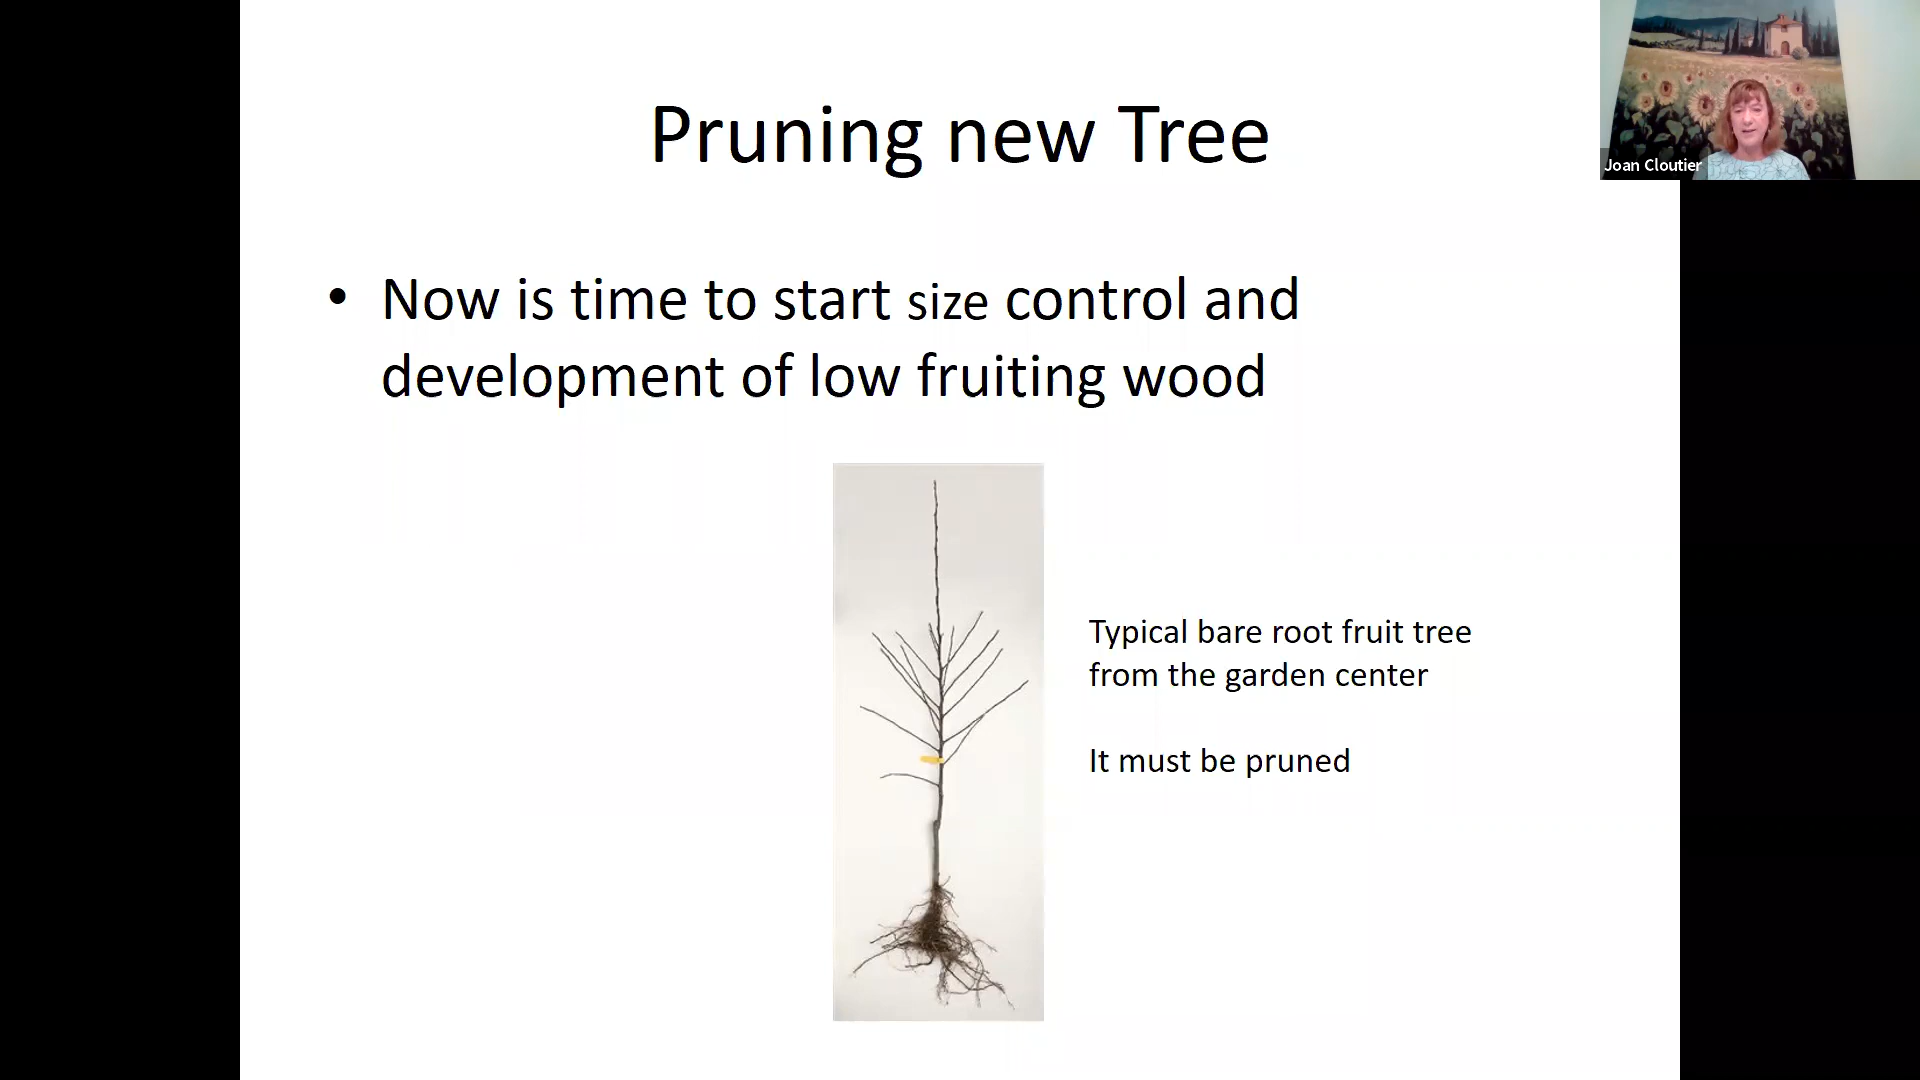 Pruning new Tree
Joan Cloutier
• Now is time to start size control and
development of low fruiting wood
Typical bare root fruit tree
from the garden center
It must be pruned